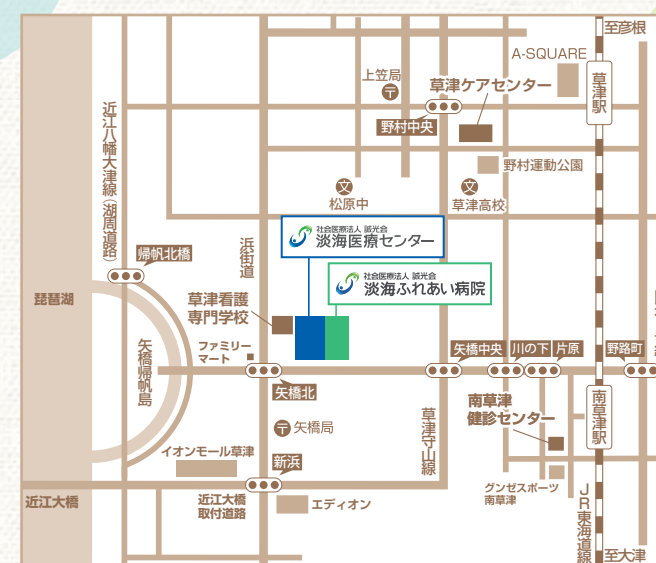 至彦根
A-SQUARE
上笠局
〒
草津ケアセンター
草津駅
野村中央
近江八幡大津線(湖周道路)
野村運動公園
文
松原中
文
草津高校
社会医療法人 誠光会
淡海医療センター
浜街道
帰帆北橋
社会医療法人 誠光会
淡海ふれあい病院
琵琶湖
草津看護
専門学校
ファミリー
マート
矢橋帰帆島
矢橋中央
川の下
片原
野路町
矢橋北
南草津
健診センター
南草津駅
草津守山線
〒
矢橋局
イオンモール草津
新浜
グンゼスポーツ
南草津
近江大橋
近江大橋
取付道路
エディオン
JR東海道線
至大津